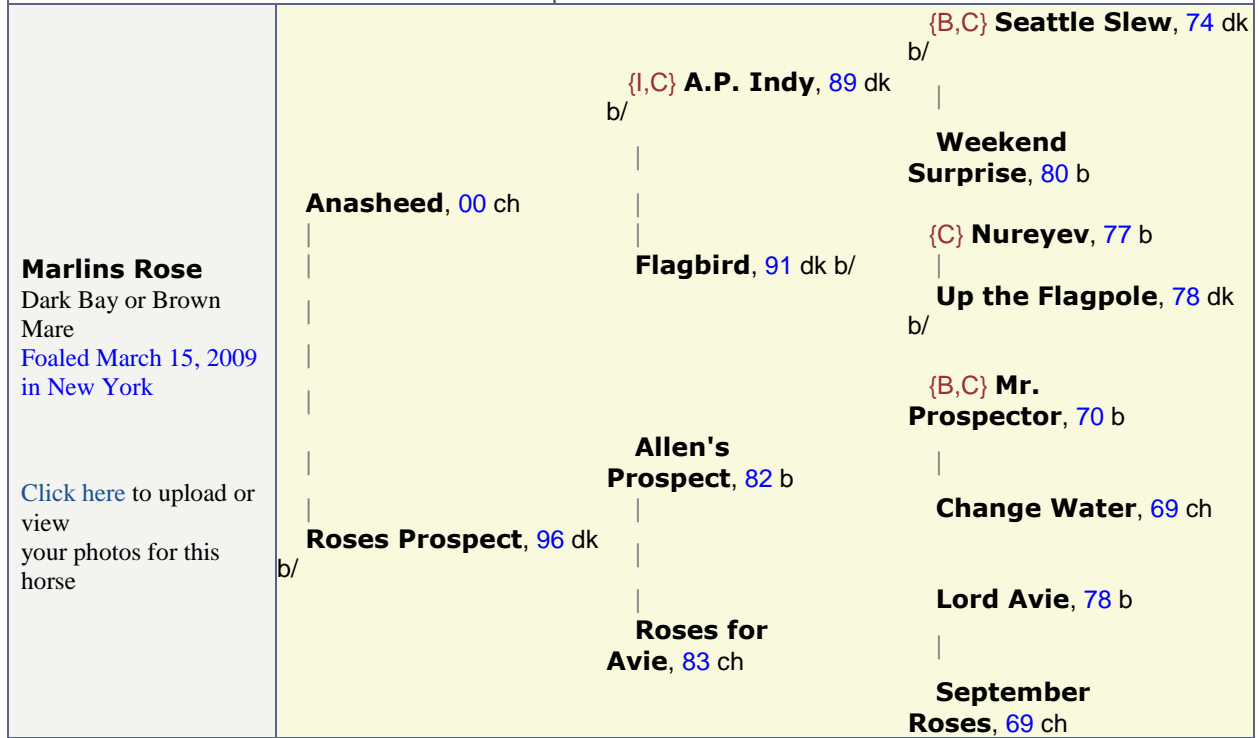 Marlins Rose
Dark Bay or Brown
Mare
Foaled March 15, 2009
in New York
Click here to upload or
view
your photos for this
horse
Anasheed, 00 ch
Roses Prospect, 96 dk
b/
{I,C} A.P. Indy, 89 dk
b/
Flagbird, 91 dk b/
Allen's
Prospect, 82 b
Roses for
Avie, 83 ch
{B,C} Seattle Slew, 74 dk
b/
Weekend
Surprise, 80 b
{C} Nureyev, 77 b
Up the Flagpole, 78 dk
b/
{B,C} Mr.
Prospector, 70 b
Change Water, 69 ch
Lord Avie, 78 b
September
Roses, 69 ch